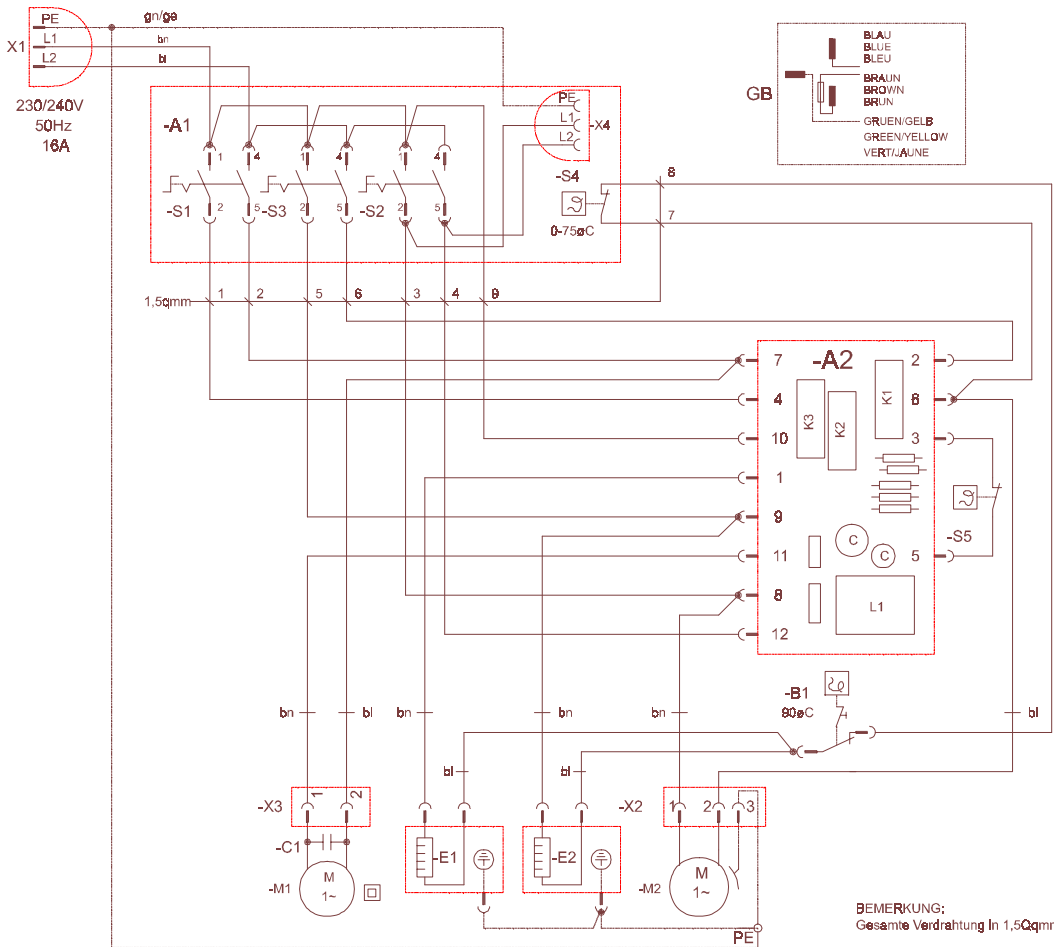 PE
gn/ge
X1
L1
bn
L2
bl
230/240V
50Hz
16A
BLAU
BLUE
BLEU
GB
BRAUN
BROWN
BRUN
GRUEN/GELB
GREEN/YELLOW
VERT/JAUNE
-A1
PE
L1
-X4
L2
1 4 1 4 1 4
-S4
8
-S1 2 5 -S3 2 5 -S2 2 5
7
0-75øC
1,5qmm 1 2 5 6 3 4 9
7 -A2 2
4 6
K1
K3
K2
10 3
1
9
-S5
C
11 C 5
8
L1
12
-B1
80øC
bn bl bn bn bn bl
bl bl
-X3 1 2
-X2 1 2 3
-C1
-E1
-E2
-M1
M
1~
-M2
M
1~
PE
BEMERKUNG:
Gesamte Verdrahtung in 1,5Qqmm